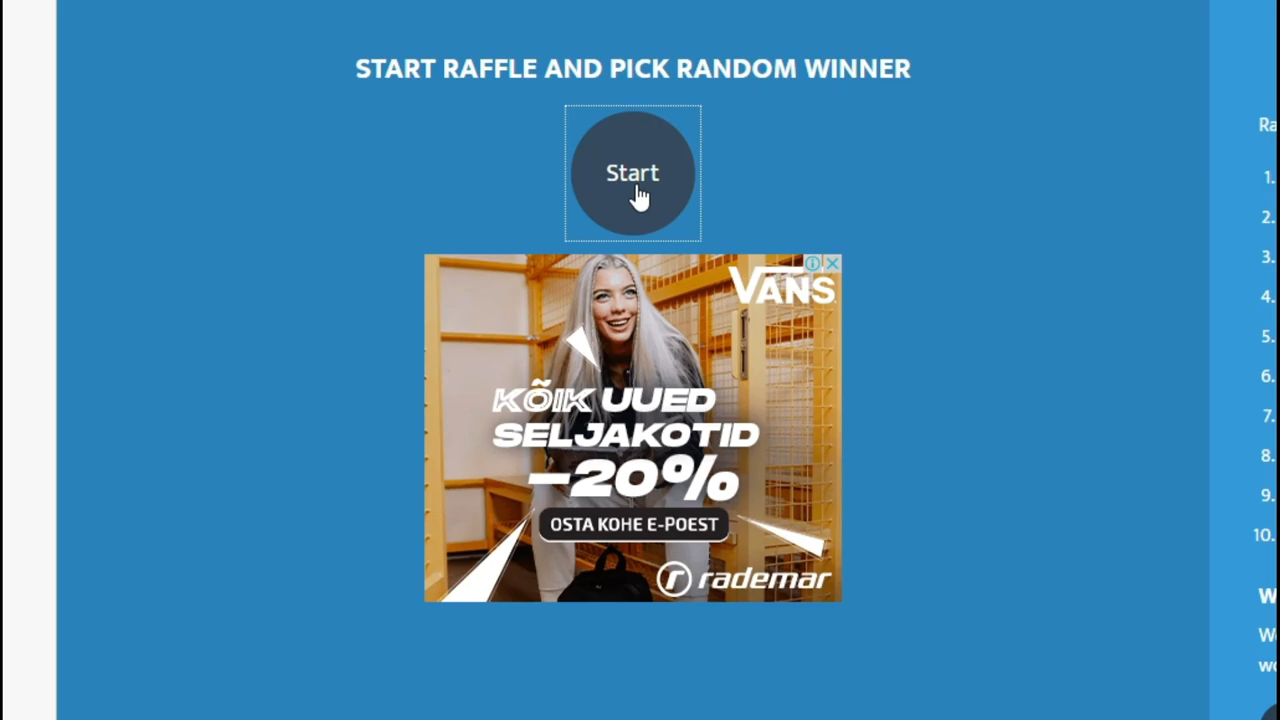 START RAFFLE AND PICK RANDOM WINNER
Start
VANS
KÕIK UUED
SELJAKOTID
-20%
OSTA KOHE E-POEST
rademar
1.
2.
3.
4.
5.
6.
7.
8.
9.
10.